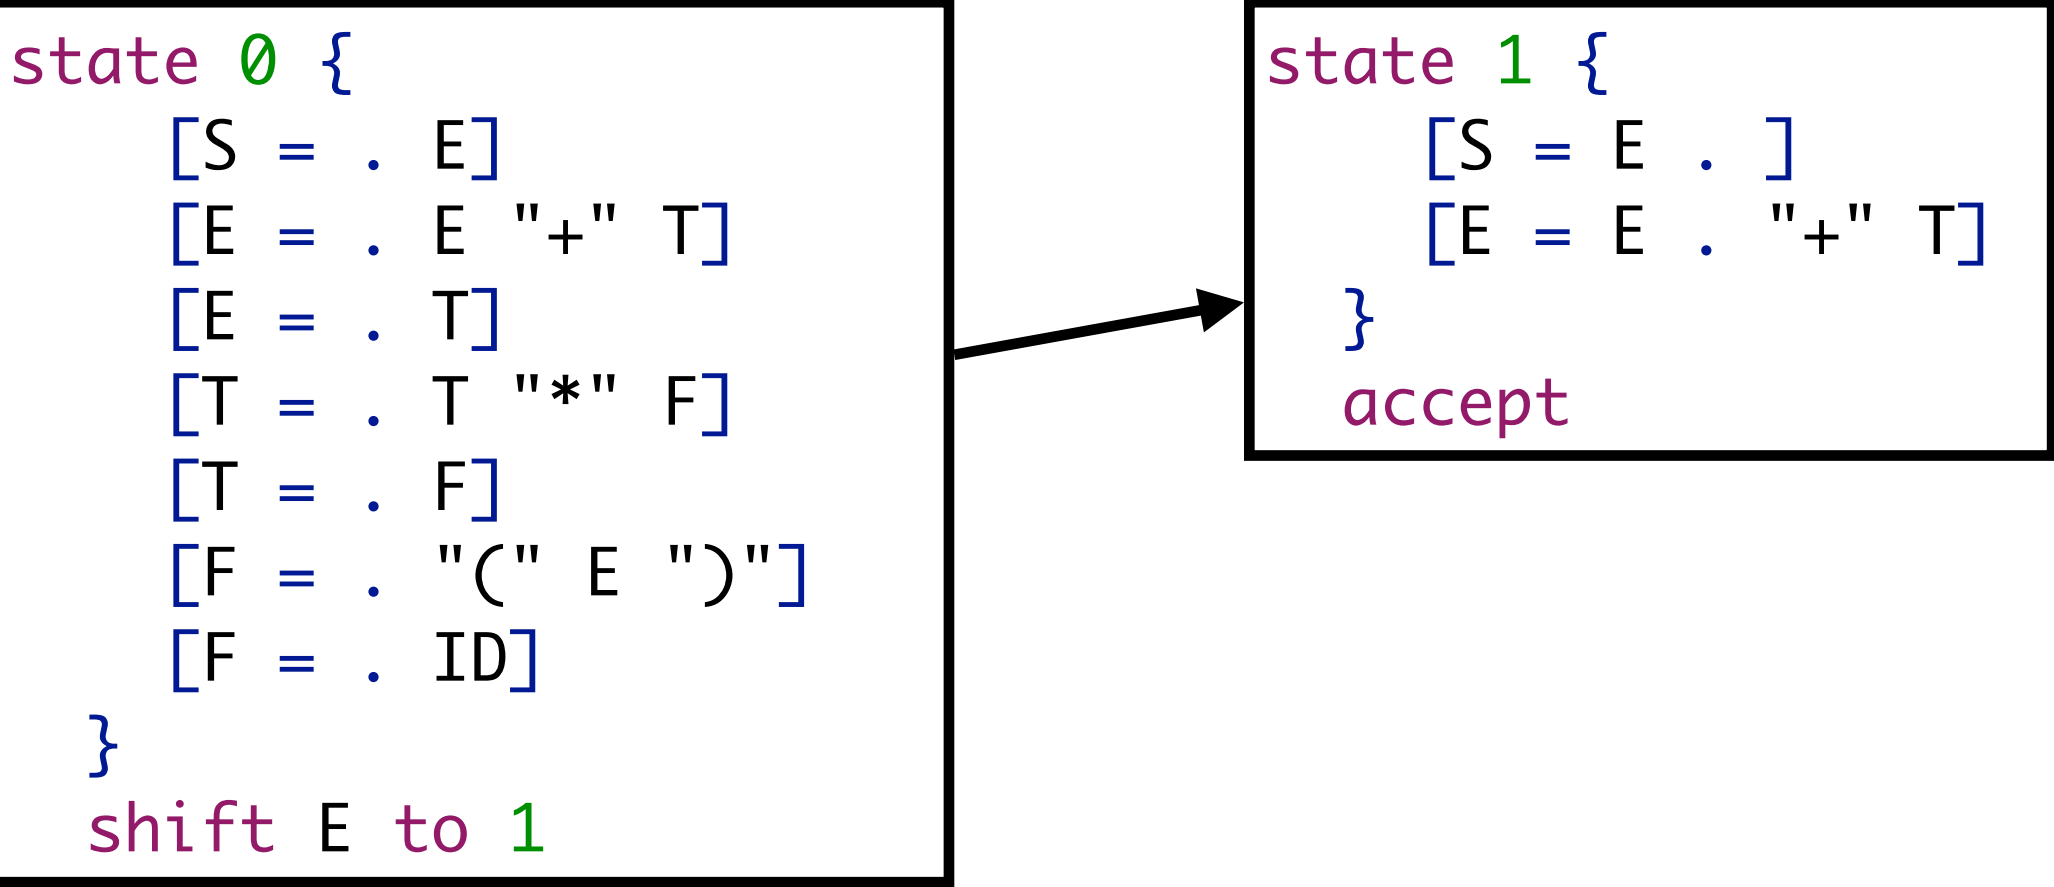 state 0 {
[S = . E]
[E = . E "+" T]
[E = . T]
[T = . T "*" F]
[T = . F]
[F = . "(" E ")"]
[F = . ID]
}
shift E to 1
state 1 {
[S = E . ]
[E = E . "+" T]
}
accept